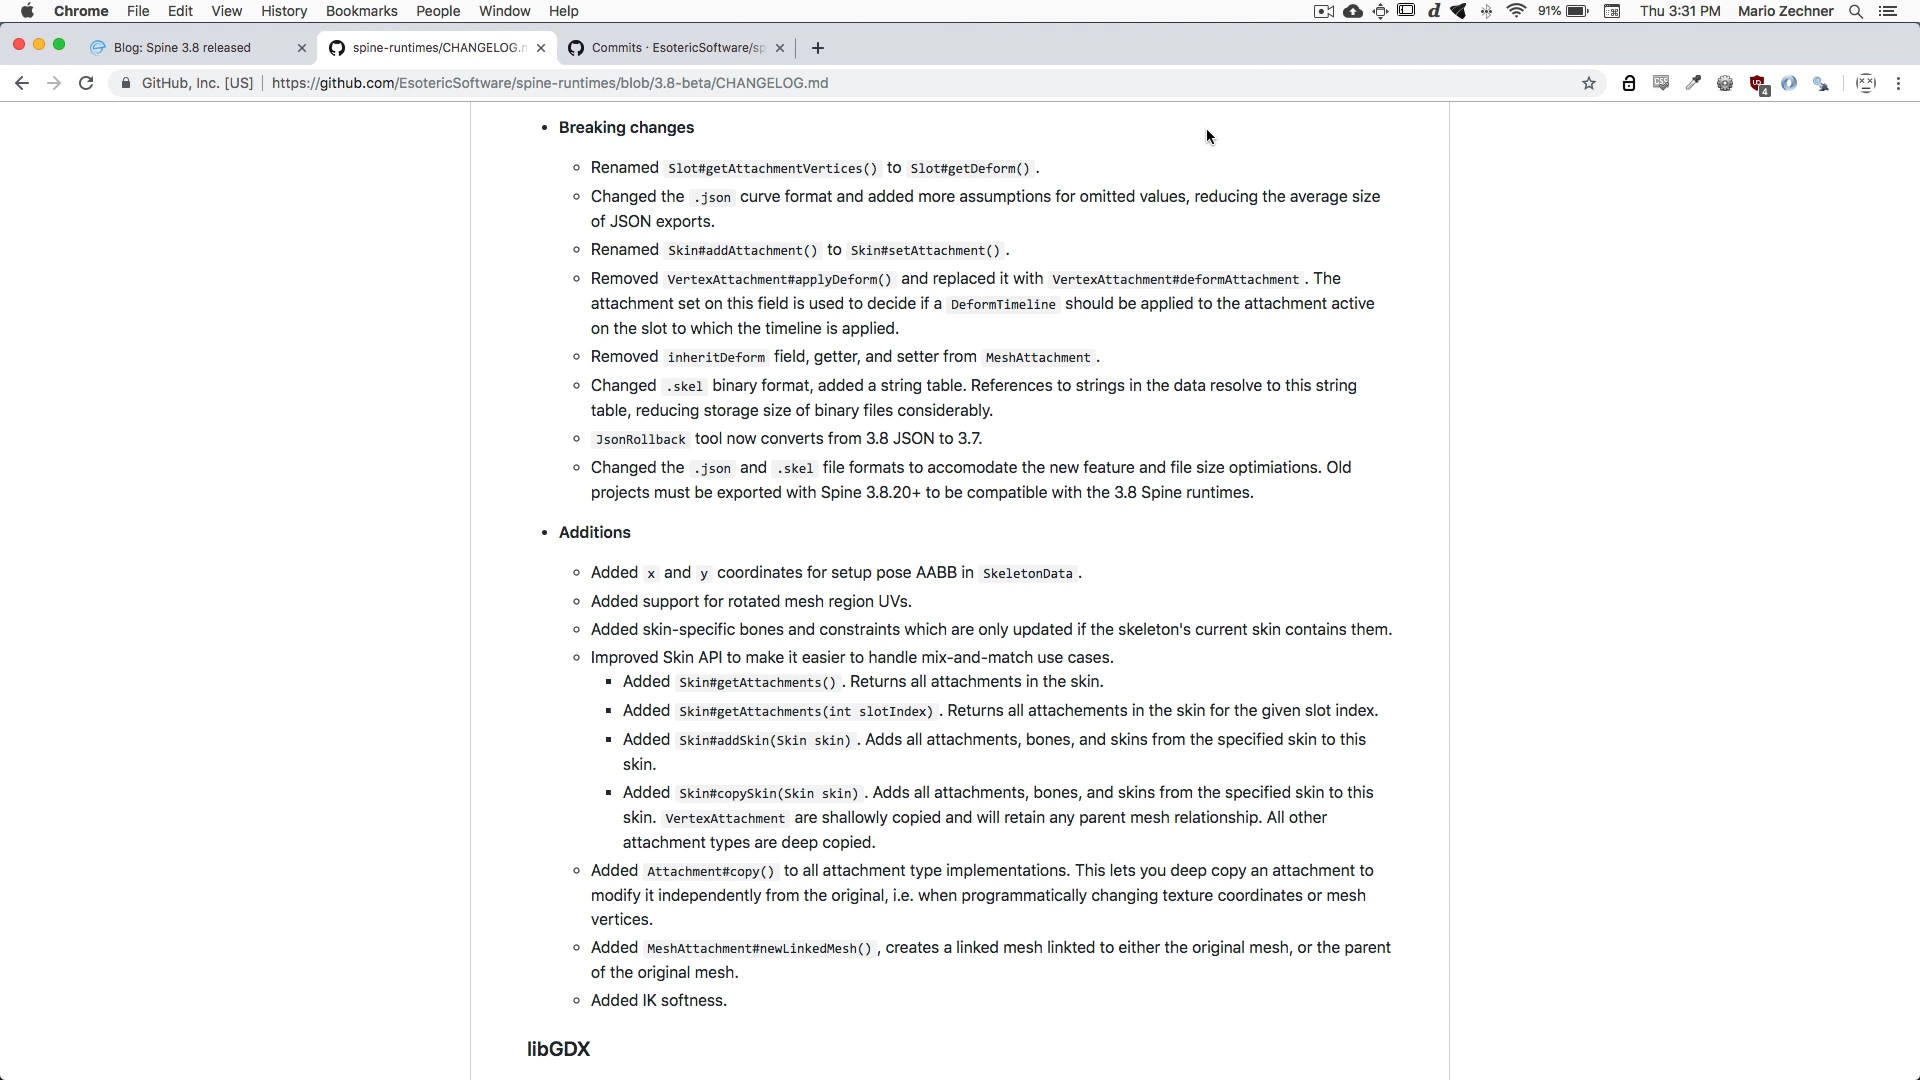 Chrome File Edit View History Bookmarks People Window Help 91% Thu 3:31 PM Mario Zechner
Blog: Spine 3.8 released spine-runtimes/CHANGELOG.m Commits · EsotericSoftware/sp
GitHub, Inc. [US] https://github.com/EsotericSoftware/spine-runtimes/blob/3.8-beta/CHANGELOG.md
Breaking changes
Renamed Slot#getAttachmentVertices() to Slot#getDeform().
Changed the .json curve format and added more assumptions for omitted values, reducing the average size
of JSON exports.
Renamed Skin#addAttachment() to Skin#setAttachment().
Removed VertexAttachment#applyDeform() and replaced it with VertexAttachment#deformAttachment. The
attachment set on this field is used to decide if a DeformTimeline should be applied to the attachment active
on the slot to which the timeline is applied.
Removed inheritDeform field, getter, and setter from MeshAttachment.
Changed .skel binary format, added a string table. References to strings in the data resolve to this string
table, reducing storage size of binary files considerably.
JsonRollback tool now converts from 3.8 JSON to 3.7.
Changed the .json and .skel file formats to accomodate the new feature and file size optimiations. Old
projects must be exported with Spine 3.8.20+ to be compatible with the 3.8 Spine runtimes.
Additions
Added x and y coordinates for setup pose AABB in SkeletonData.
Added support for rotated mesh region UVs.
Added skin-specific bones and constraints which are only updated if the skeleton's current skin contains them.
Improved Skin API to make it easier to handle mix-and-match use cases.
Added Skin#getAttachments(). Returns all attachments in the skin.
Added Skin#getAttachments(int slotIndex). Returns all attachements in the skin for the given slot index.
Added Skin#addSkin(Skin skin). Adds all attachments, bones, and skins from the specified skin to this
skin.
Added Skin#copySkin(Skin skin). Adds all attachments, bones, and skins from the specified skin to this
skin. VertexAttachment are shallowly copied and will retain any parent mesh relationship. All other
attachment types are deep copied.
Added Attachment#copy() to all attachment type implementations. This lets you deep copy an attachment to
modify it independently from the original, i.e. when programmatically changing texture coordinates or mesh
vertices.
Added MeshAttachment#newLinkedMesh(), creates a linked mesh linkted to either the original mesh, or the parent
of the original mesh.
Added IK softness.
libGDX